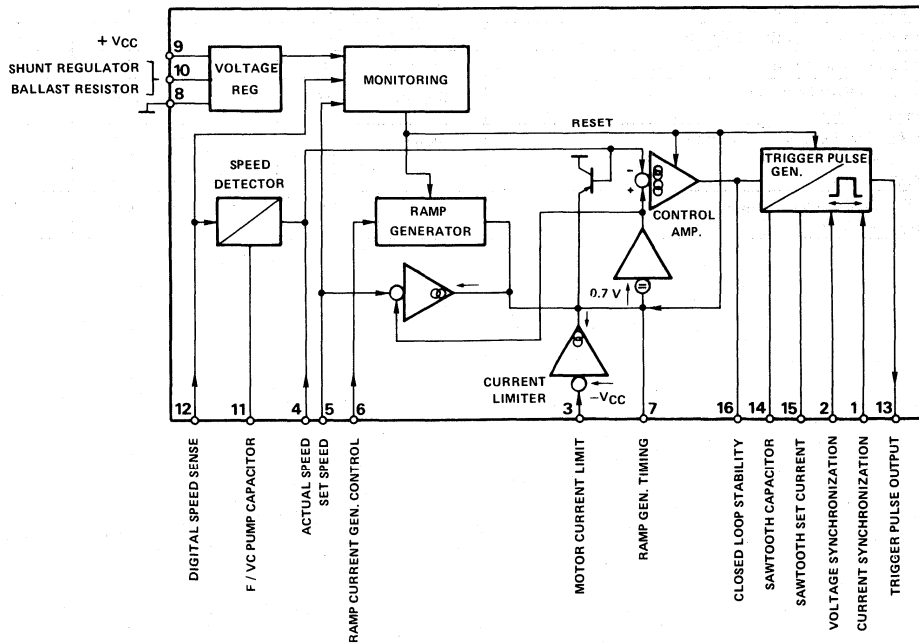 + VCC
9
SHUNT REGULATOR
10
BALLAST RESISTOR
8
VOLTAGE
REG
MONITORING
RESET
SPEED
DETECTOR
RAMP
GENERATOR
-
+
CONTROL
AMP.
TRIGGER PULSE
GEN.
0.7 V
=
CURRENT
LIMITER
-VCC
12
11
4
5
6
3
7
16
14
15
2
1
13
DIGITAL SPEED SENSE
F / VC PUMP CAPACITOR
ACTUAL SPEED
SET SPEED
RAMP CURRENT GEN. CONTROL
MOTOR CURRENT LIMIT
RAMP GEN. TIMING
CLOSED LOOP STABILITY
SAWTOOTH CAPACITOR
SAWTOOTH SET CURRENT
VOLTAGE SYNCHRONIZATION
CURRENT SYNCHRONIZATION
TRIGGER PULSE OUTPUT